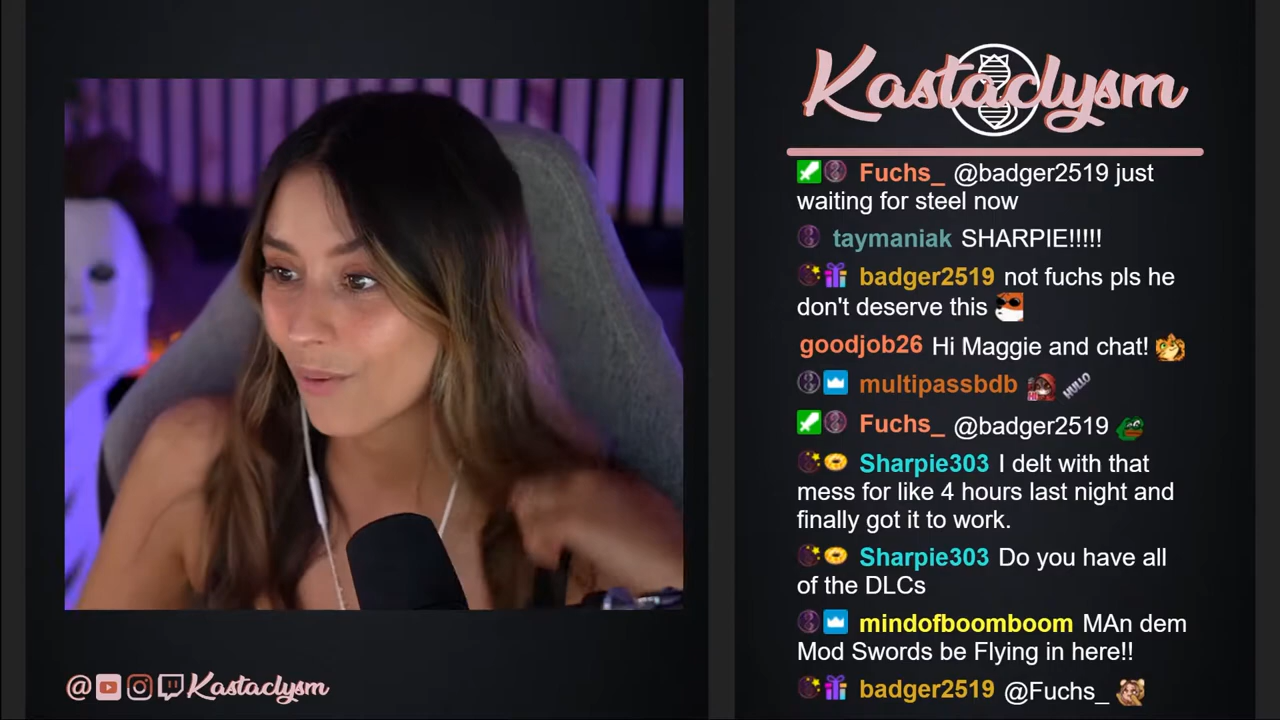 Kastaclysm
Fuchs_ @badger2519 just
waiting for steel now
taymaniak SHARPIE!!!!!
badger2519 not fuchs pls he
don't deserve this
goodjob26 Hi Maggie and chat!
multipassbdb HULLO
Fuchs_ @badger2519
Sharpie303 I delt with that
mess for like 4 hours last night and
finally got it to work.
Sharpie303 Do you have all
of the DLCs
mindofboomboom MAn dem
Mod Swords be Flying in here!!
badger2519 @Fuchs_
@ Kastaclysm